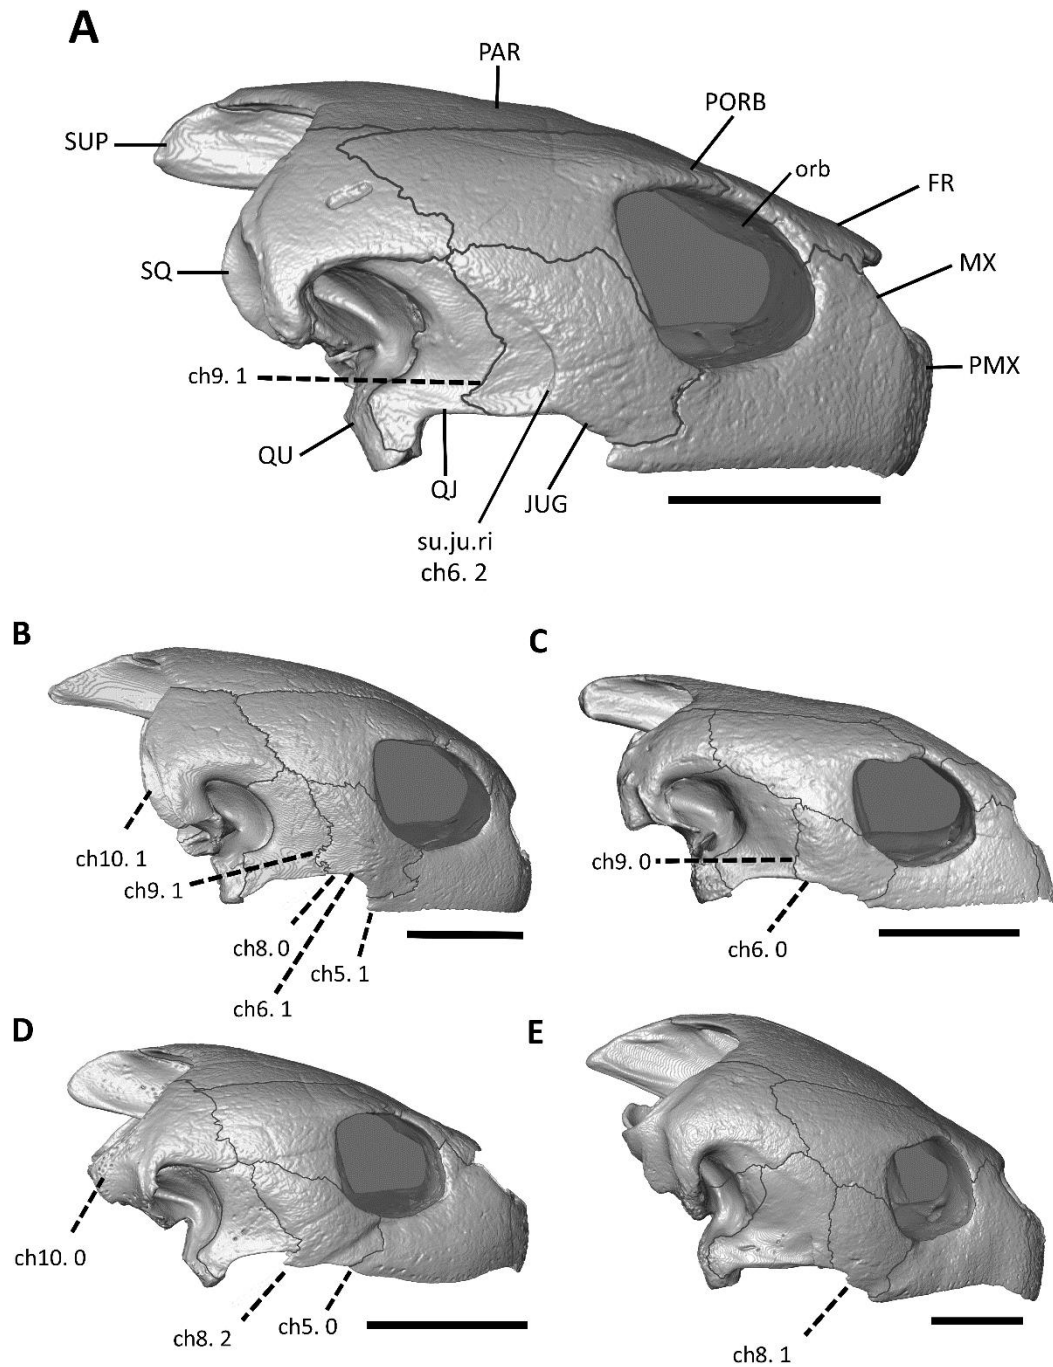 A
PAR
PORB
SUP
orb
FR
SQ
MX
ch9. 1
PMX
QU
QJ
JUG
su.ju.ri
ch6. 2
B
C
ch10. 1
ch9. 1
ch9. 0
ch8. 0
ch5. 1
ch6. 0
ch6. 1
D
E
ch10. 0
ch8. 2
ch5. 0
ch8. 1